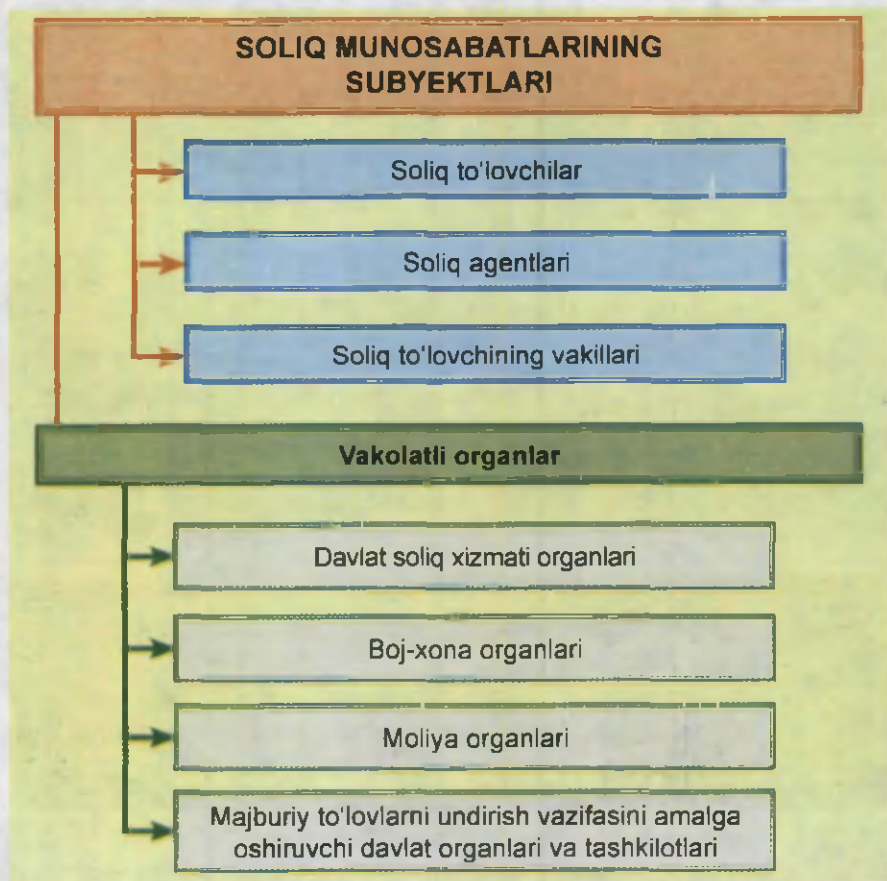 SOLIQ MUNOSABATLARINING
SUBYEKTLARI
Soliq to'lovchilar
Soliq agentlari
Soliq to'lovchining vakillari
Vakolatli organlar
Davlat soliq xizmati organlari
Boj-xona organlari
Moliya organlari
Majburiy to'lovlarni undirish vazifasini amalga
oshiruvchi davlat organlari va tashkilotlari